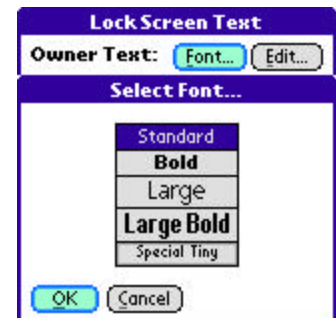 Lock Screen Text
Owner Text: Font... Edit...
Select Font...
Standard
Bold
Large
Large Bold
Special Tiny
OK Cancel